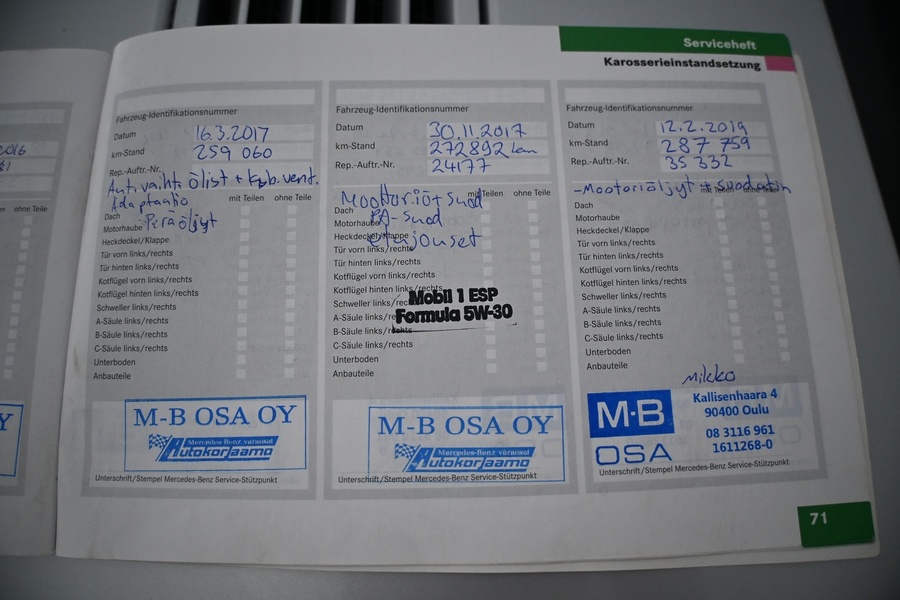 Serviceheft
Karosserieinstandsetzung
2016
ohne Teile
Fahrzeug-Identifikationsnummer
Datum 16.3.2017
km-Stand 259 060
Rep.-Auftr.-Nr.
Aut.vaiht. öljst + kpb.vent.
Adaptaatio
mit Teilen ohne Teile
Dach
Peräöljyt
Motorhaube
Heckdeckel/Klappe
Tür vorn links/rechts
Tür hinten links/rechts
Kotflügel vorn links/rechts
Kotflügel hinten links/rechts
Schweller links/rechts
A-Säule links/rechts
B-Säule links/rechts
C-Säule links/rechts
Unterboden
Anbauteile
M-B OSA OY
Mercedes-Benz varaosat
Autokorjaamo
Unterschrift/Stempel Mercedes-Benz Service-Stützpunkt
Fahrzeug-Identifikationsnummer
Datum 30.11.2017
km-Stand 272892 km
Rep.-Auftr.-Nr. 24177
Moottoriö+suod
mit Teilen ohne Teile
Dach
RA-suod
Motorhaube
Heckdeckel/Klappe
Tür vorn links/rechts
Tür hinten links/rechts
Kotflügel vorn links/rechts
Kotflügel hinten links/rechts
Mobil 1 ESP
Formula 5W-30
Schweller links/rechts
A-Säule links/rechts
B-Säule links/rechts
C-Säule links/rechts
Unterboden
Anbauteile
M-B OSA OY
Mercedes-Benz varaosat
Autokorjaamo
Unterschrift/Stempel Mercedes-Benz Service-Stützpunkt
Fahrzeug-Identifikationsnummer
Datum 12.2.2019
km-Stand 287 759
Rep.-Auftr.-Nr. 35 332
-Moottoriöljyt + suodatin
Dach
Motorhaube
Heckdeckel/Klappe
Tür vorn links/rechts
Tür hinten links/rechts
Kotflügel vorn links/rechts
Kotflügel hinten links/rechts
Schweller links/rechts
A-Säule links/rechts
B-Säule links/rechts
C-Säule links/rechts
Unterboden
Anbauteile
Mikko
M-B
OSA
Kallisenhaara 4
90400 Oulu
08 3116 961
1611268-0
Unterschrift/Stempel Mercedes-Benz Service-Stützpunkt
71